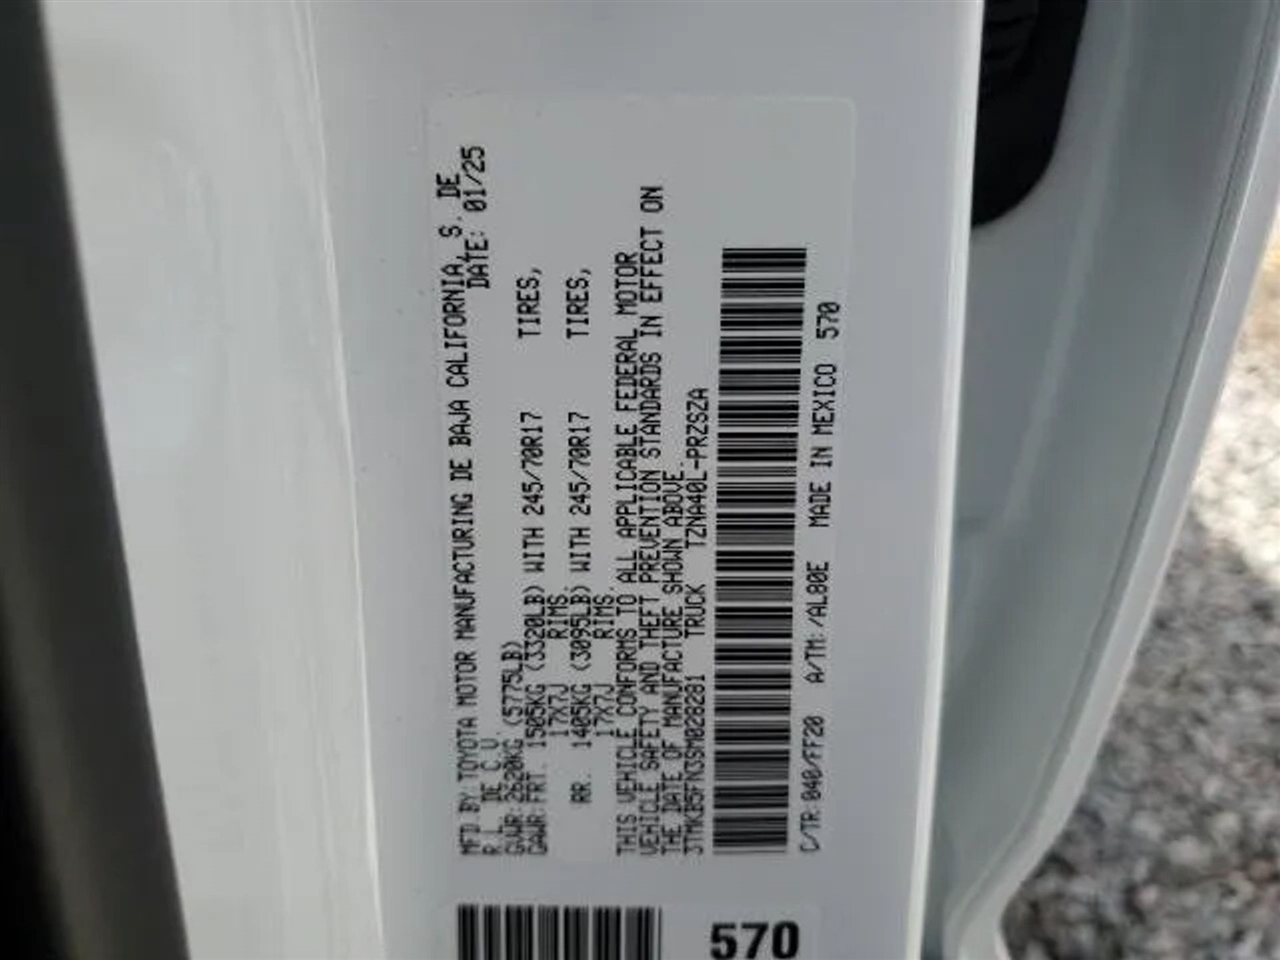 MFD BY: TOYOTA MOTOR MANUFACTURING DE BAJA CALIFORNIA, S. DE
R.L. DE C.V. DATE: 01/25
GVWR: 2620KG (5775LB)
GAWR: FRT. 1505KG (3320LB) WITH 245/70R17 TIRES,
17X7J RIMS.
RR. 1405KG (3095LB) WITH 245/70R17 TIRES,
17X7J RIMS.
THIS VEHICLE CONFORMS TO ALL APPLICABLE FEDERAL MOTOR
VEHICLE SAFETY AND THEFT PREVENTION STANDARDS IN EFFECT ON
THE DATE OF MANUFACTURE SHOWN ABOVE.
3TMKB5FN3SM028281 TRUCK TZNA40L-PRZSZA
C/TR: 040/FF20 A/TM: /AL80E MADE IN MEXICO 570
570